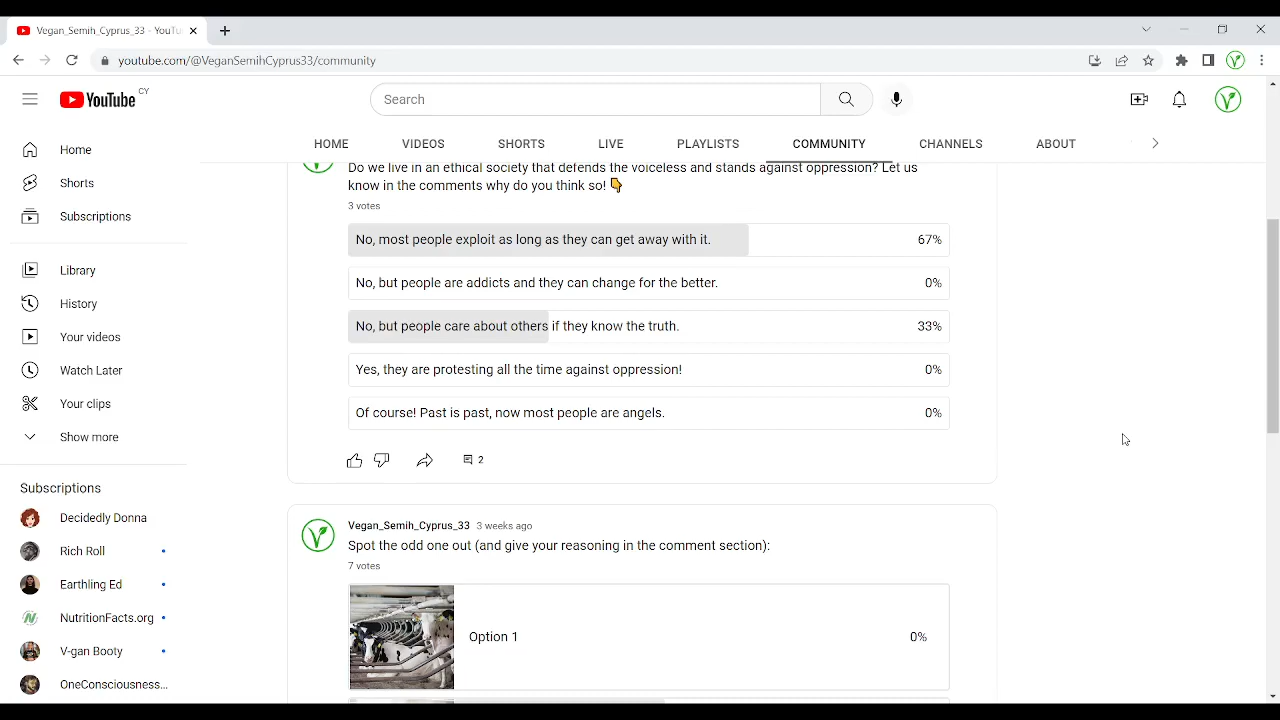 Vegan_Semih_Cyprus_33 - YouTu
youtube.com/@VeganSemihCyprus33/community
YouTube CY
Search
HOME VIDEOS SHORTS LIVE PLAYLISTS COMMUNITY CHANNELS ABOUT
Home
Shorts
Subscriptions
Library
History
Your videos
Watch Later
Your clips
Show more
Subscriptions
Decidedly Donna
Rich Roll
Earthling Ed
NutritionFacts.org
V-gan Booty
OneConsciousness...
Do we live in an ethical society that defends the voiceless and stands against oppression? Let us
know in the comments why do you think so! 👇
3 votes
No, most people exploit as long as they can get away with it. 67%
No, but people are addicts and they can change for the better. 0%
No, but people care about others if they know the truth. 33%
Yes, they are protesting all the time against oppression! 0%
Of course! Past is past, now most people are angels. 0%
2
Vegan_Semih_Cyprus_33 3 weeks ago
Spot the odd one out (and give your reasoning in the comment section):
7 votes
Option 1 0%